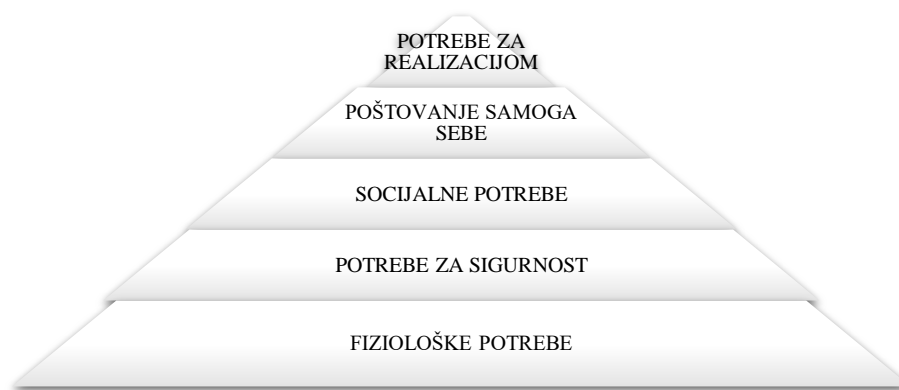 POTREBE ZA
REALIZACIJOM
POŠTOVANJE SAMOGA
SEBE
SOCIJALNE POTREBE
POTREBE ZA SIGURNOST
FIZIOLOŠKE POTREBE